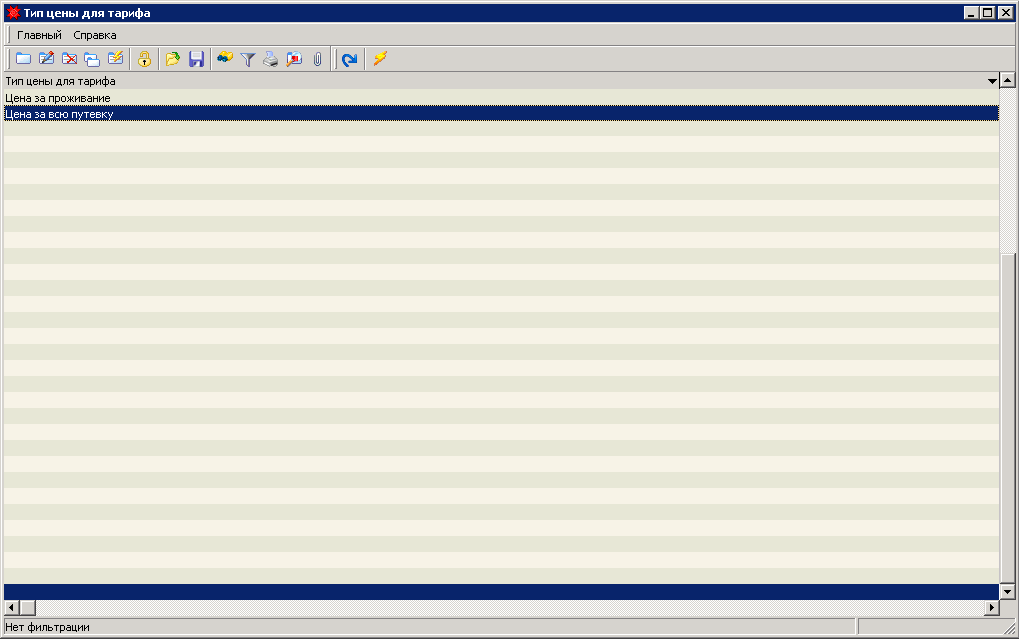 Тип цены для тарифа
Главный Справка
Тип цены для тарифа
Цена за проживание
Цена за всю путевку
Нет фильтрации